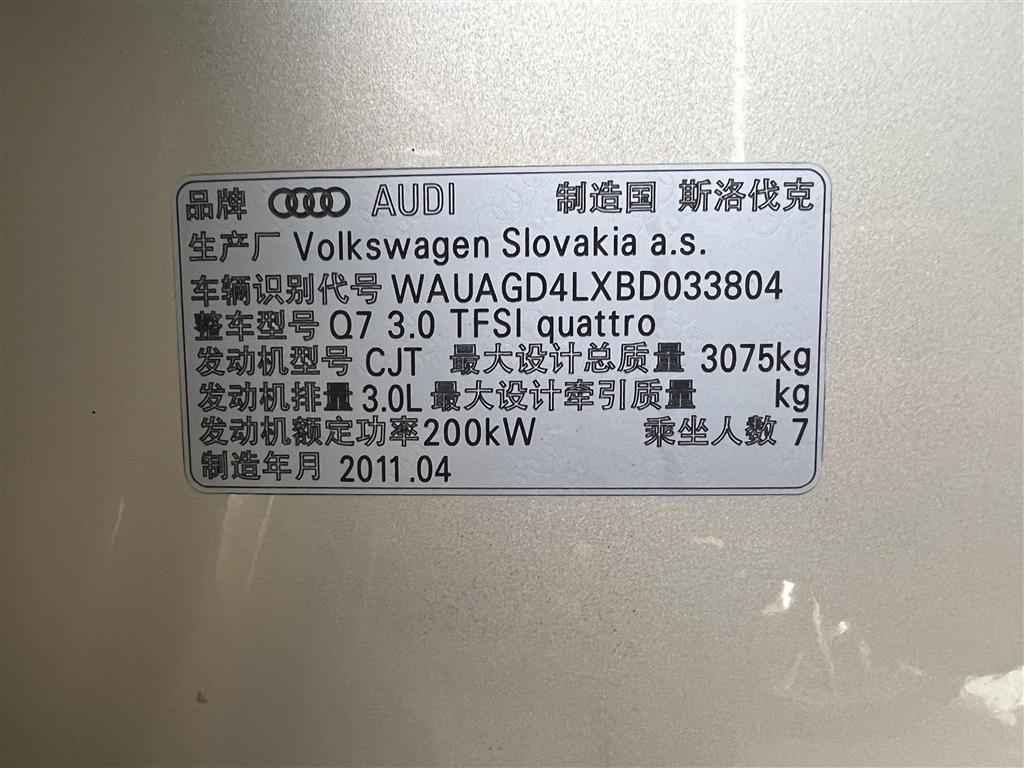 品牌 AUDI 制造国 斯洛伐克
生产厂 Volkswagen Slovakia a.s.
车辆识别代号 WAUAGD4LXBD033804
整车型号 Q7 3.0 TFSI quattro
发动机型号 CJT 最大设计总质量 3075kg
发动机排量 3.0L 最大设计牵引质量 kg
发动机额定功率 200kW 乘坐人数 7
制造年月 2011.04